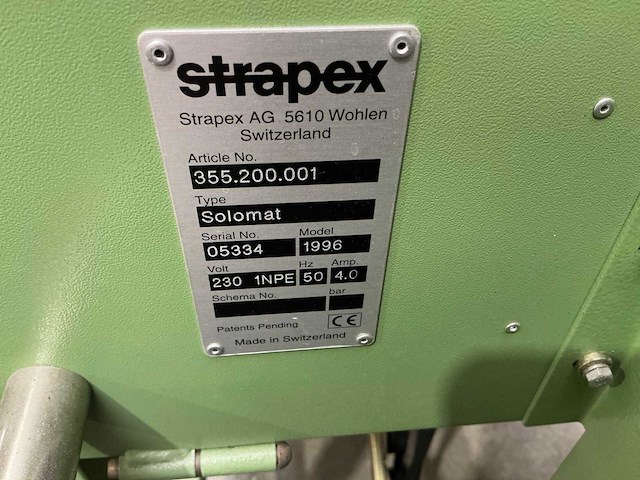 strapex
Strapex AG 5610 Wohlen
Switzerland
Article No.
355.200.001
Type
Solomat
Serial No. Model
05334 1996
Volt Hz Amp.
230 1NPE 50 4.0
Schema No. bar
Patents Pending CE
Made in Switzerland